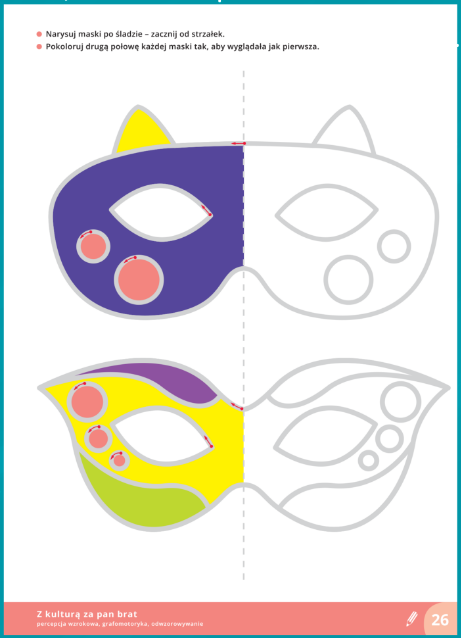 Narysuj maski po śladzie – zacznij od strzałek.
Pokoloruj drugą połowę każdej maski tak, aby wyglądała jak pierwsza.
Z kulturą za pan brat
percepcja wzrokowa, grafomotoryka, odwzorowywanie
26